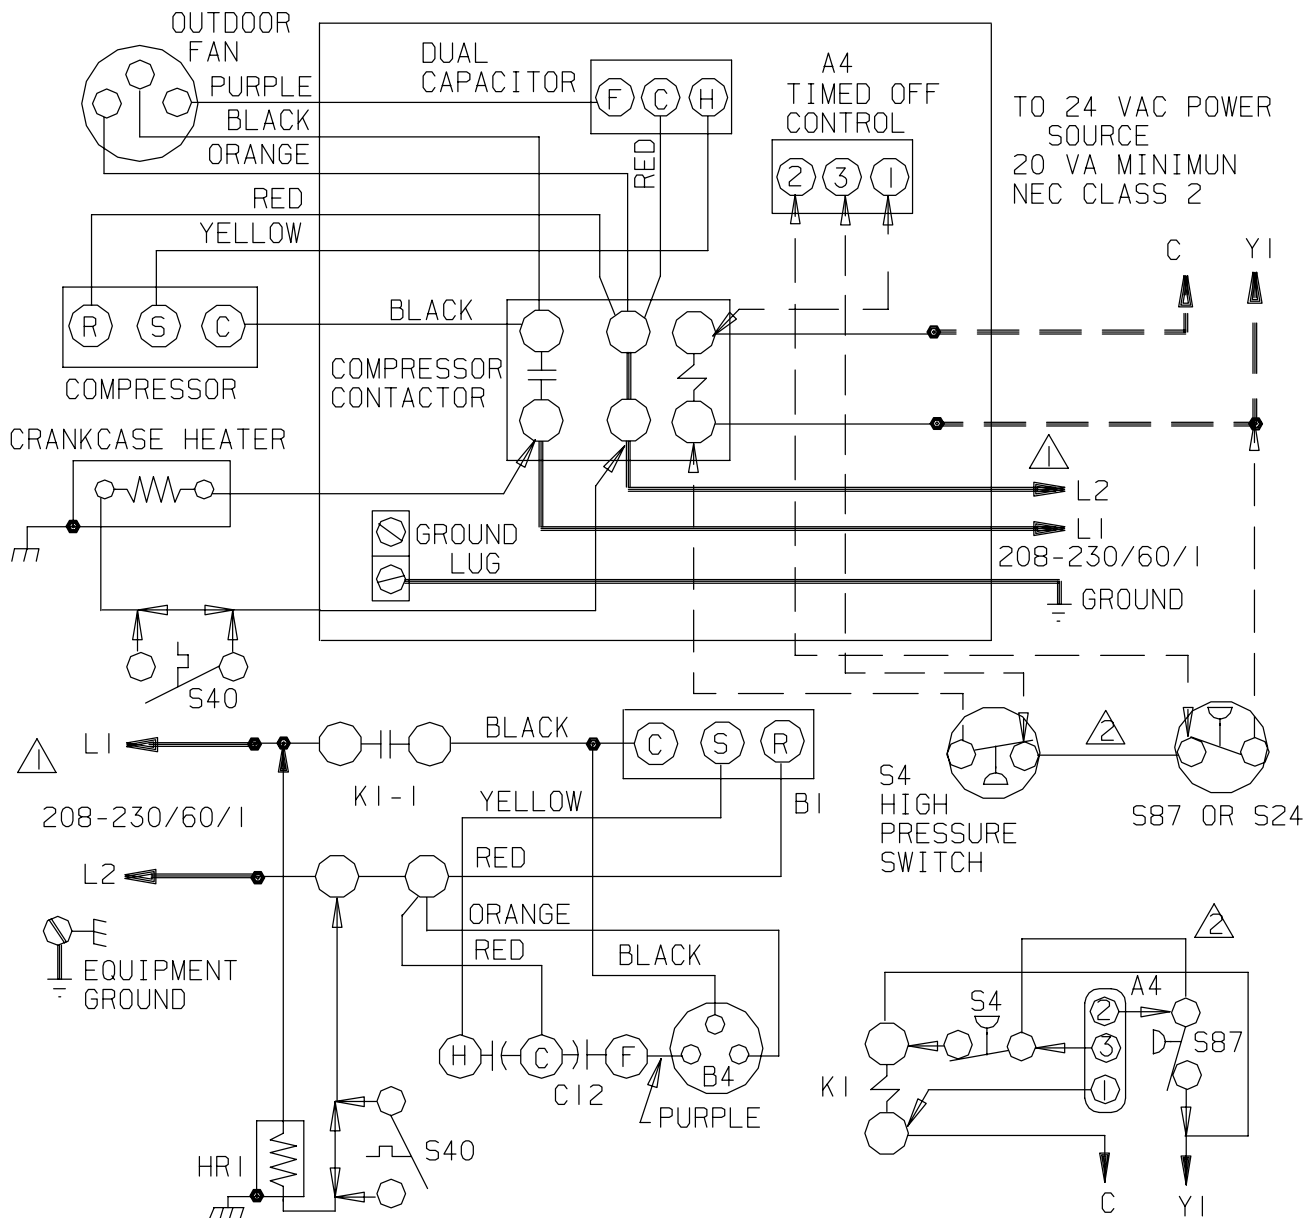 OUTDOOR
FAN
PURPLE
BLACK
ORANGE
RED
YELLOW
DUAL
CAPACITOR
F C H
RED
A4
TIMED OFF
CONTROL
2 3 1
TO 24 VAC POWER
SOURCE
20 VA MINIMUN
NEC CLASS 2
C Y1
R S C
COMPRESSOR
BLACK
COMPRESSOR
CONTACTOR
CRANKCASE HEATER
1
L2
L1
208-230/60/1
GROUND
LUG
GROUND
S40
1
L1
208-230/60/1
K1-1
BLACK
C S R
B1
YELLOW
2
S4
HIGH
PRESSURE
SWITCH
S87 OR S24
L2
RED
ORANGE
RED
BLACK
EQUIPMENT
GROUND
H C F
C12
B4
PURPLE
HR1
S40
2
A4
S4
2
3
1
S87
K1
C
Y1